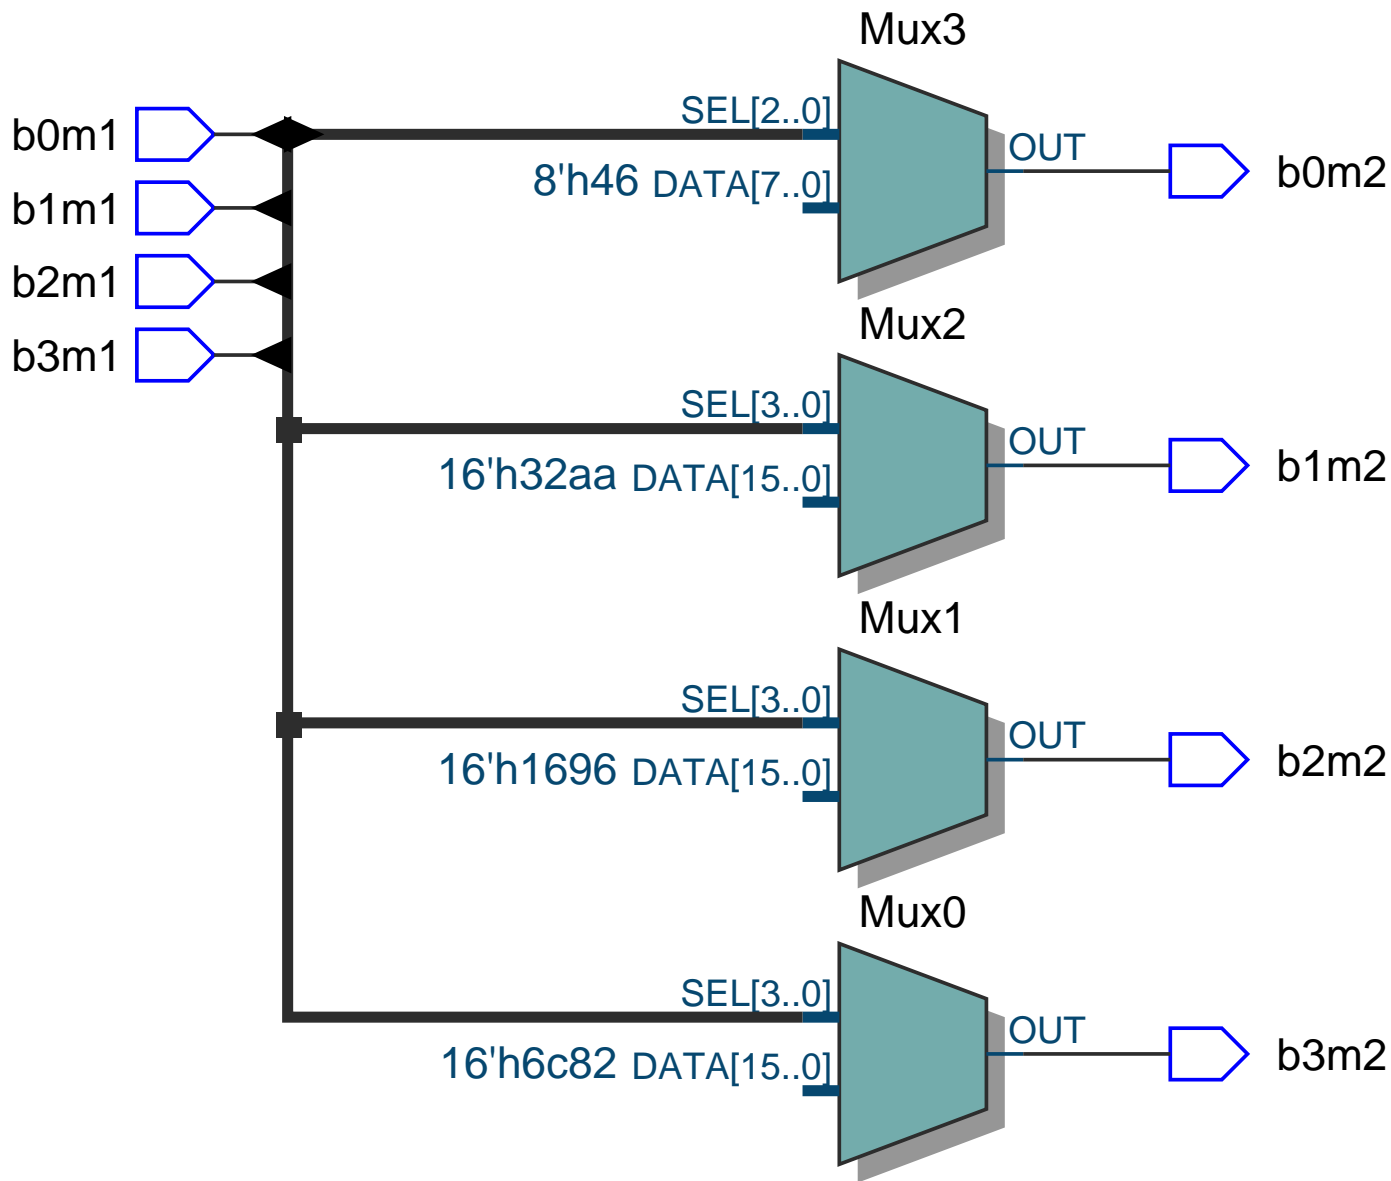 Mux3
b0m1 SEL[2..0]
OUT
8'h46 DATA[7..0]
b0m2
b1m1
b2m1
b3m1
Mux2
SEL[3..0]
OUT
16'h32aa DATA[15..0]
b1m2
Mux1
SEL[3..0]
OUT
16'h1696 DATA[15..0]
b2m2
Mux0
SEL[3..0]
OUT
16'h6c82 DATA[15..0]
b3m2